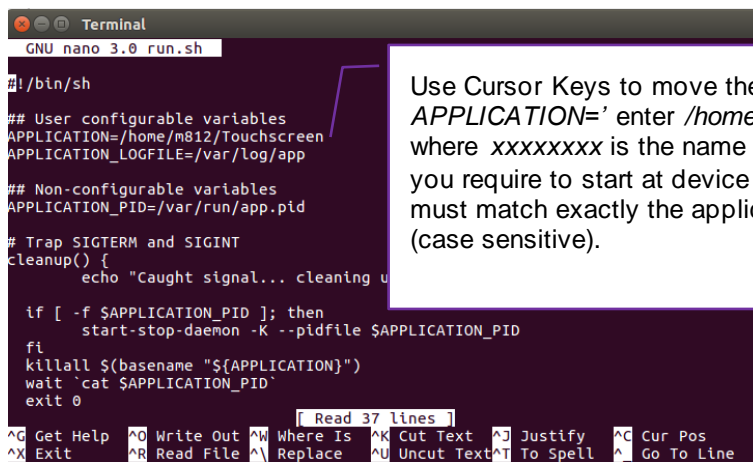 Terminal
GNU nano 3.0 run.sh
#!/bin/sh
## User configurable variables
APPLICATION=/home/m812/Touchscreen
APPLICATION_LOGFILE=/var/log/app
## Non-configurable variables
APPLICATION_PID=/var/run/app.pid
# Trap SIGTERM and SIGINT
cleanup() {
echo "Caught signal... cleaning u
if [ -f $APPLICATION_PID ]; then
start-stop-daemon -K --pidfile $APPLICATION_PID
fi
killall $(basename "${APPLICATION}")
wait `cat $APPLICATION_PID`
exit 0
[ Read 37 lines ]
^G Get Help ^O Write Out ^W Where Is ^K Cut Text ^J Justify ^C Cur Pos
^X Exit ^R Read File ^\ Replace ^U Uncut Text ^T To Spell ^_ Go To Line
Use Cursor Keys to move the
APPLICATION=’ enter /home
where xxxxxxxx is the name
you require to start at device
must match exactly the applic
(case sensitive).